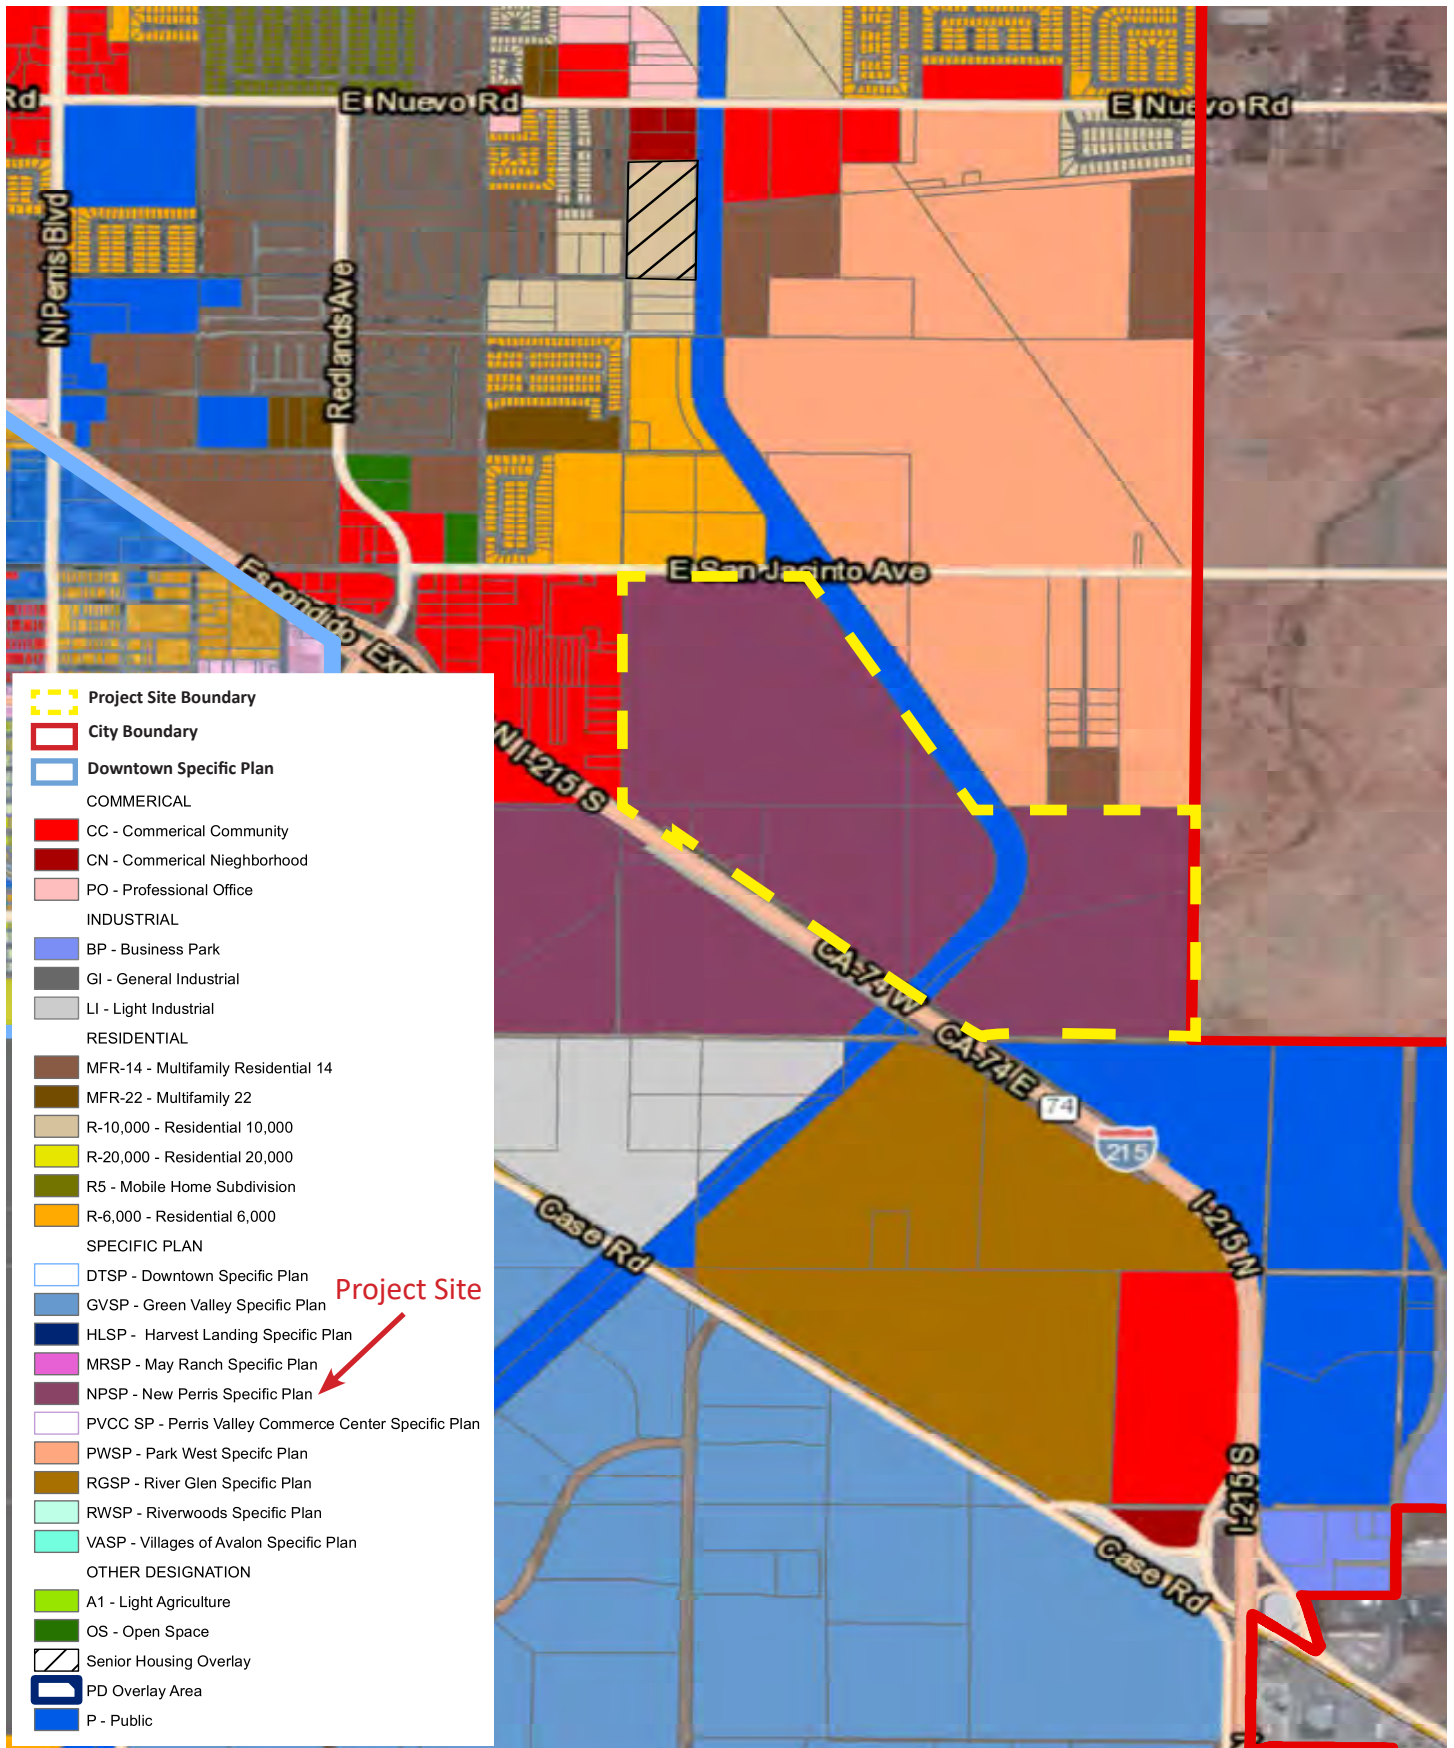 Rd
E Nuevo Rd
E Nuevo Rd
N Perris Blvd
Redlands Ave
E San Jacinto Ave
Escondido Exp
N I-215 S
CA-74 W
CA-74 E
74
215
I-215 N
Case Rd
I-215 S
Case Rd
Project Site Boundary
City Boundary
Downtown Specific Plan
COMMERICAL
CC - Commerical Community
CN - Commerical Nieghborhood
PO - Professional Office
INDUSTRIAL
BP - Business Park
GI - General Industrial
LI - Light Industrial
RESIDENTIAL
MFR-14 - Multifamily Residential 14
MFR-22 - Multifamily 22
R-10,000 - Residential 10,000
R-20,000 - Residential 20,000
R5 - Mobile Home Subdivision
R-6,000 - Residential 6,000
SPECIFIC PLAN
DTSP - Downtown Specific Plan
Project Site
GVSP - Green Valley Specific Plan
HLSP - Harvest Landing Specific Plan
MRSP - May Ranch Specific Plan
NPSP - New Perris Specific Plan
PVCC SP - Perris Valley Commerce Center Specific Plan
PWSP - Park West Specifc Plan
RGSP - River Glen Specific Plan
RWSP - Riverwoods Specific Plan
VASP - Villages of Avalon Specific Plan
OTHER DESIGNATION
A1 - Light Agriculture
OS - Open Space
Senior Housing Overlay
PD Overlay Area
P - Public